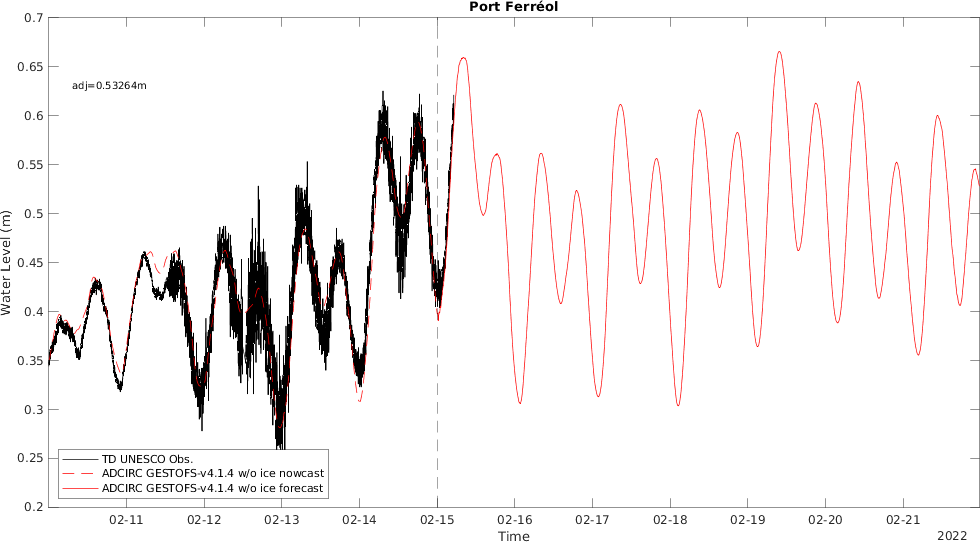 Port Ferréol
0.7
0.65
adj=0.53264m
0.6
0.55
0.5
0.45
0.4
0.35
0.3
0.25
0.2
Water Level (m)
TD UNESCO Obs.
ADCIRC GESTOFS-v4.1.4 w/o ice nowcast
ADCIRC GESTOFS-v4.1.4 w/o ice forecast
02-11 02-12 02-13 02-14 02-15 02-16 02-17 02-18 02-19 02-20 02-21
Time
2022